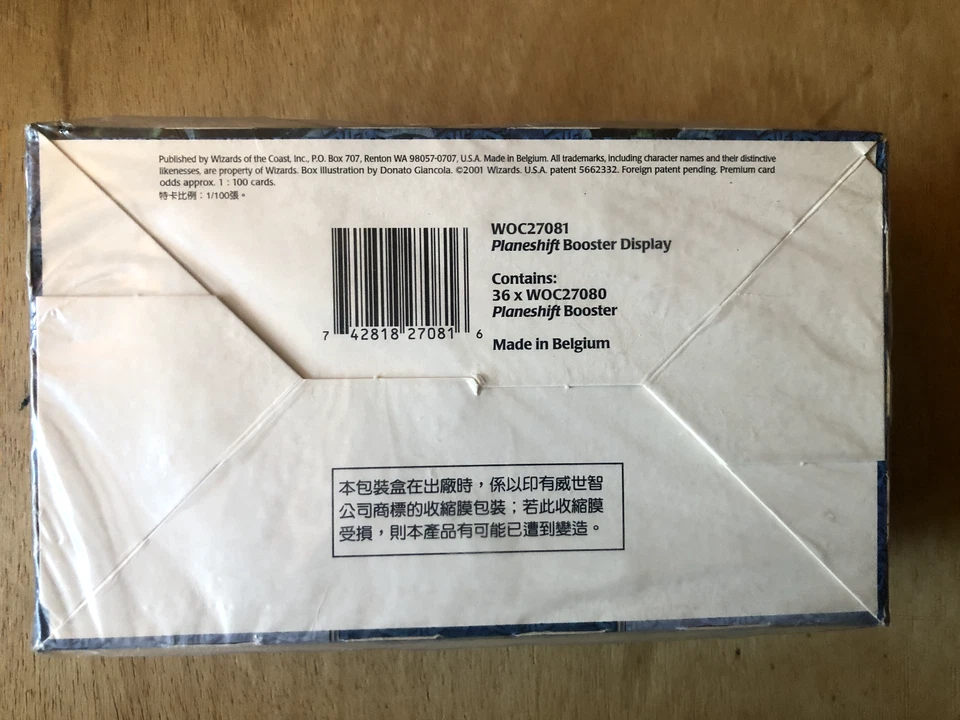 Published by Wizards of the Coast, Inc., P.O. Box 707, Renton WA 98057-0707, U.S.A. Made in Belgium. All trademarks, including character names and their distinctive
likenesses, are property of Wizards. Box Illustration by Donato Giancola. ©2001 Wizards. U.S.A. patent 5662332. Foreign patent pending. Premium card
odds approx. 1 : 100 cards.
特卡比例：1/100張。
WOC27081
Planeshift Booster Display
Contains:
36 x WOC27080
Planeshift Booster
Made in Belgium
7 42818 27081 6
本包裝盒在出廠時，係以印有威世智
公司商標的收縮膜包裝；若此收縮膜
受損，則本產品有可能已遭到變造。